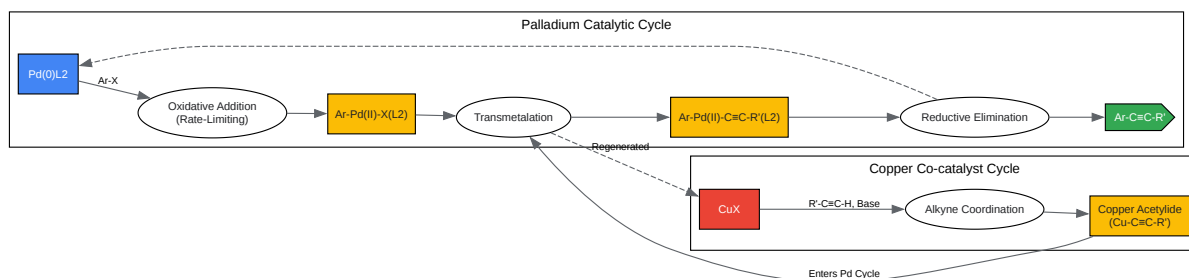 Palladium Catalytic Cycle
Pd(0)L2
Ar-X
Oxidative Addition
(Rate-Limiting)
Ar-Pd(II)-X(L2)
Transmetalation
Ar-Pd(II)-C≡C-R'(L2)
Reductive Elimination
Ar-C≡C-R'
Regenerated
Copper Co-catalyst Cycle
CuX
R'-C≡C-H, Base
Alkyne Coordination
Copper Acetylide
(Cu-C≡C-R')
Enters Pd Cycle